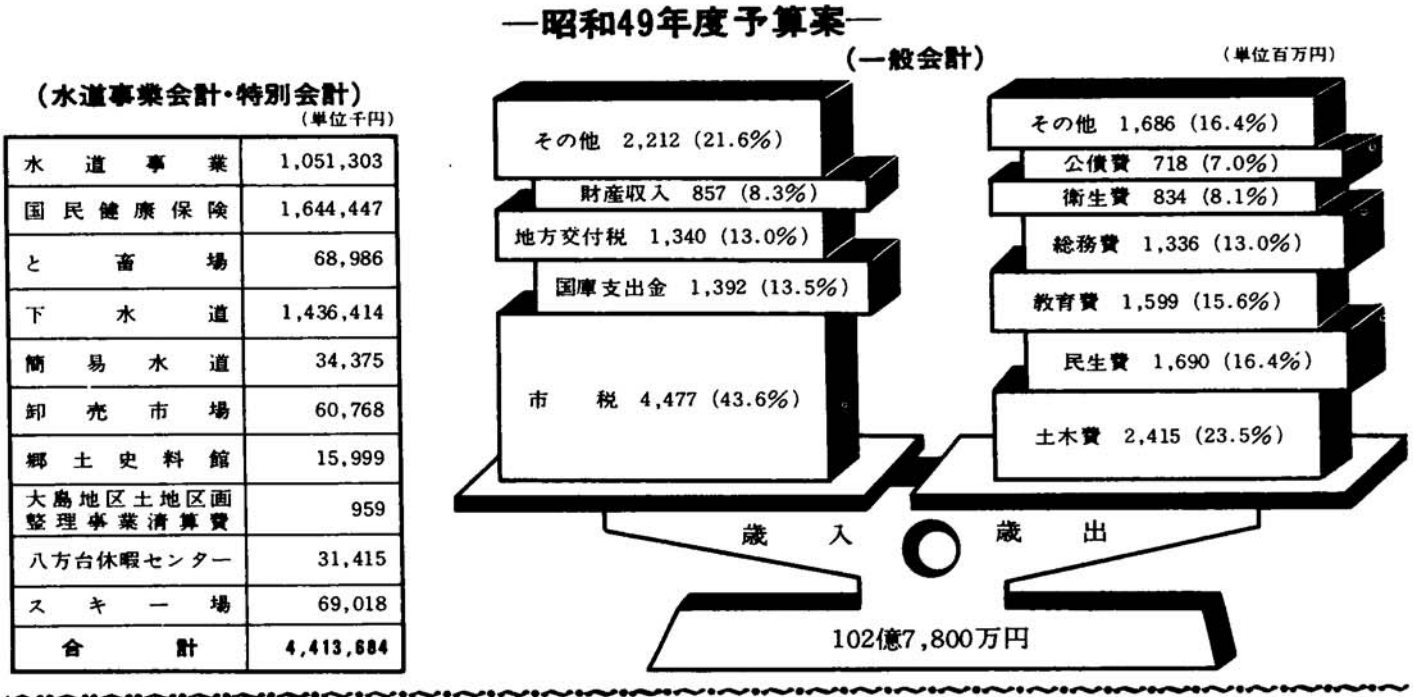 ―昭和49年度予算案―
(水道事業会計・特別会計)
(単位千円)
水道事業 1,051,303
国民健康保険 1,644,447
と畜場 68,986
下水道 1,436,414
簡易水道 34,375
卸売市場 60,768
郷土史料館 15,999
大島地区土地区画
整理事業清算費 959
八方台休暇センター 31,415
スキー場 69,018
合計 4,413,684
(一般会計)
(単位百万円)
その他 2,212 (21.6%)
財産収入 857 (8.3%)
地方交付税 1,340 (13.0%)
国庫支出金 1,392 (13.5%)
市税 4,477 (43.6%)
歳入
その他 1,686 (16.4%)
公債費 718 (7.0%)
衛生費 834 (8.1%)
総務費 1,336 (13.0%)
教育費 1,599 (15.6%)
民生費 1,690 (16.4%)
土木費 2,415 (23.5%)
歳出
102億7,800万円